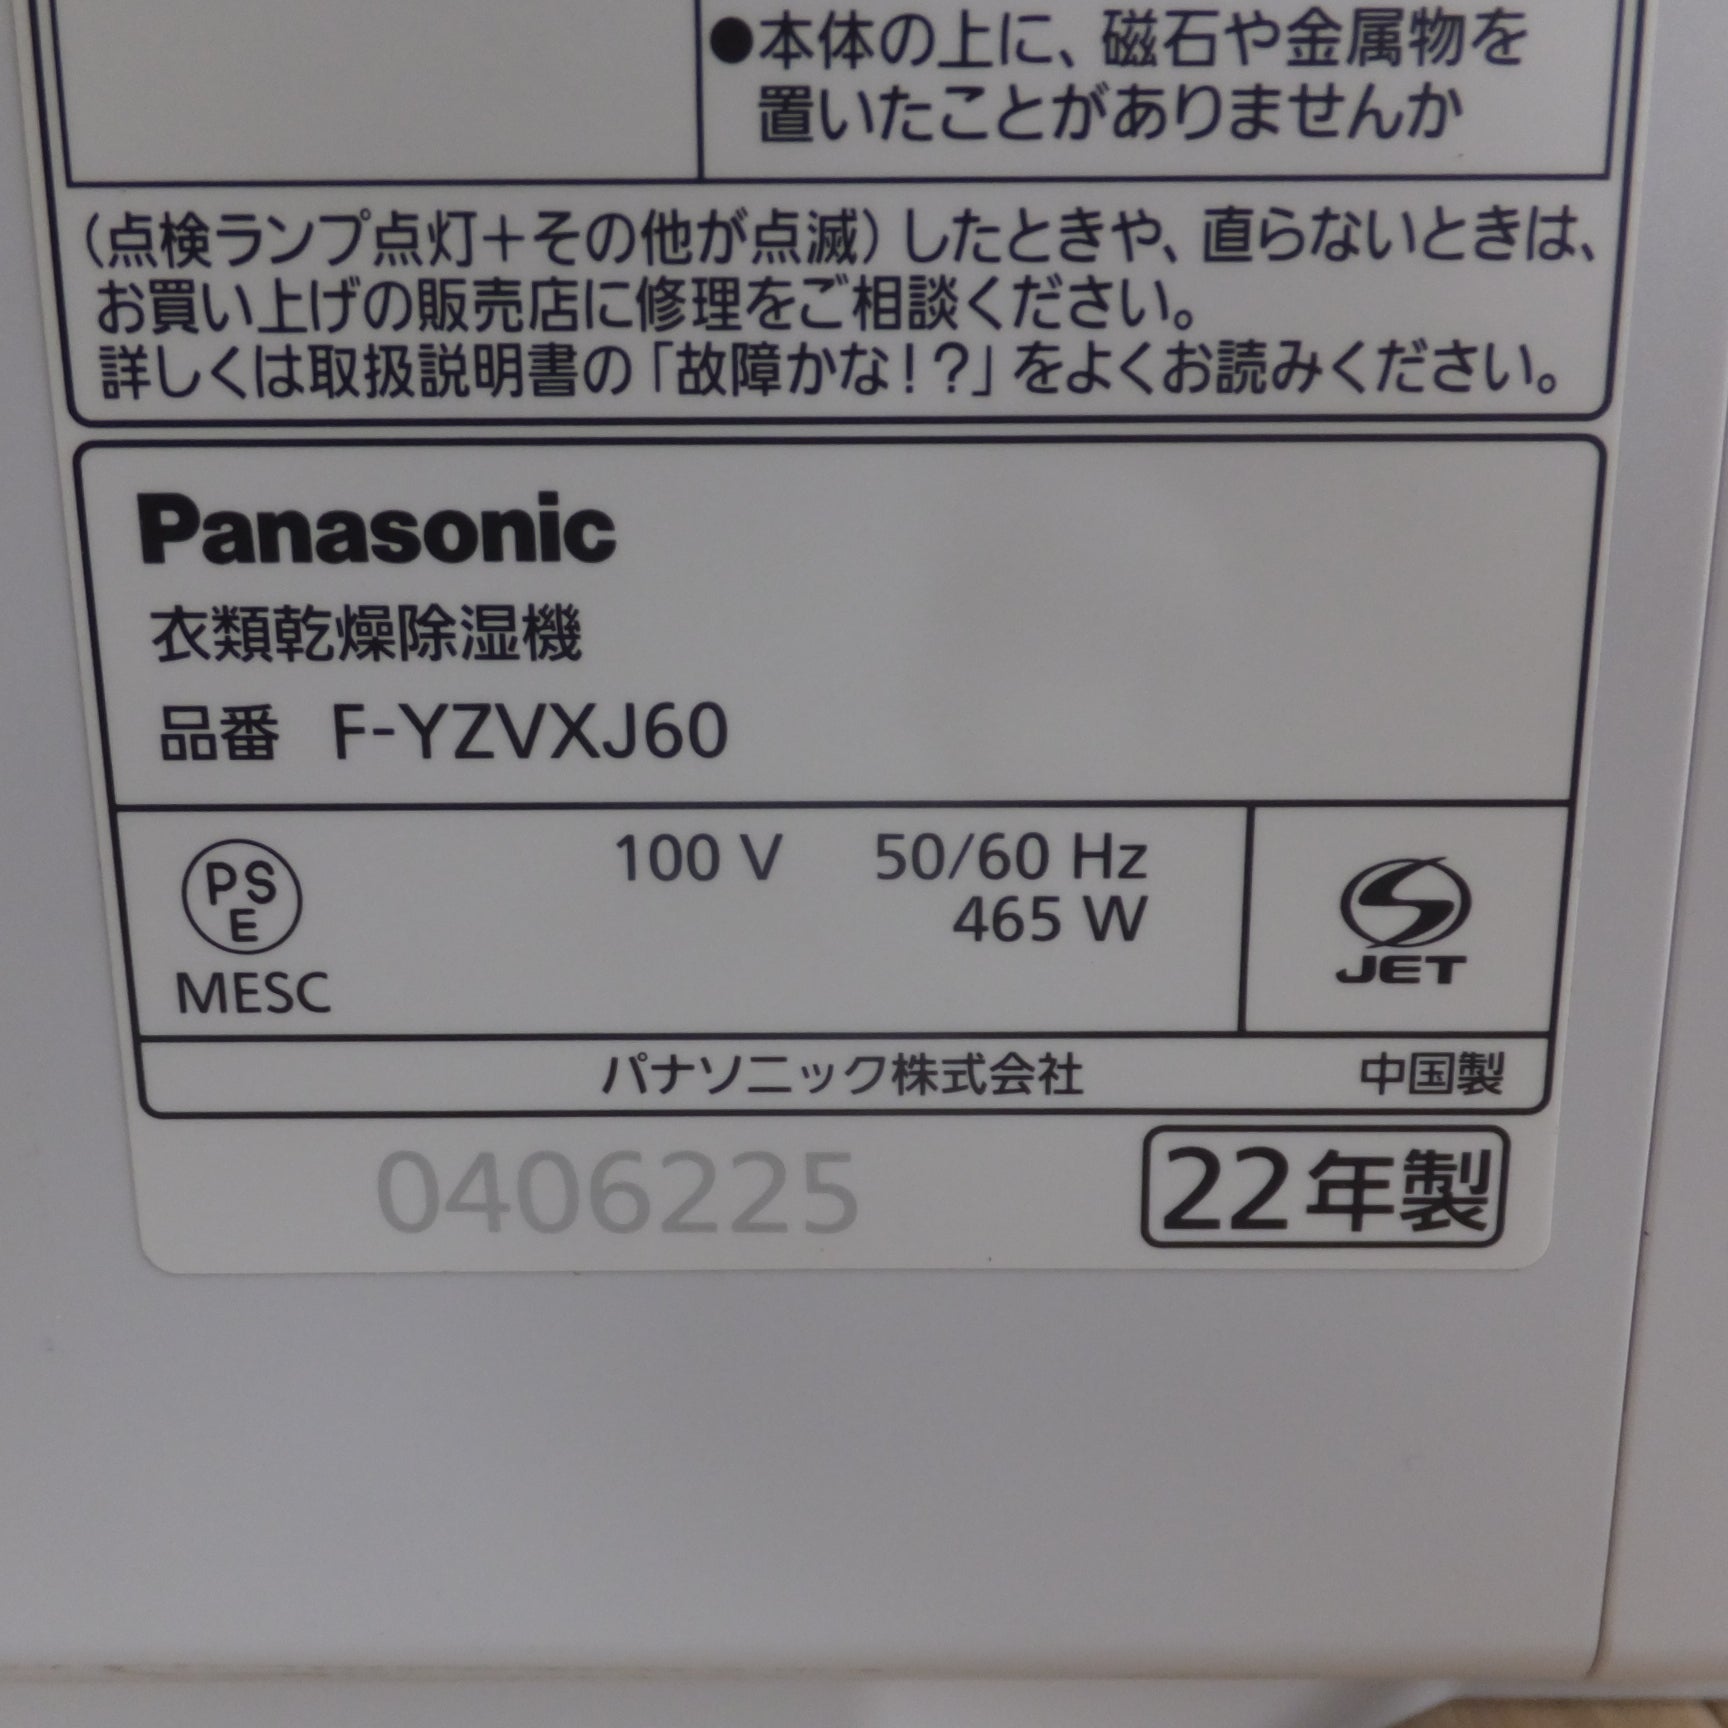 ●本体の上に、磁石や金属物を
置いたことがありませんか
（点検ランプ点灯＋その他が点滅）したときや、直らないときは、
お買い上げの販売店に修理をご相談ください。
詳しくは取扱説明書の「故障かな！？」をよくお読みください。
Panasonic
衣類乾燥除湿機
品番 F-YZVXJ60
PS
E
MESC
100 V 50/60 Hz
465 W
S
JET
パナソニック株式会社 中国製
0406225
22年製